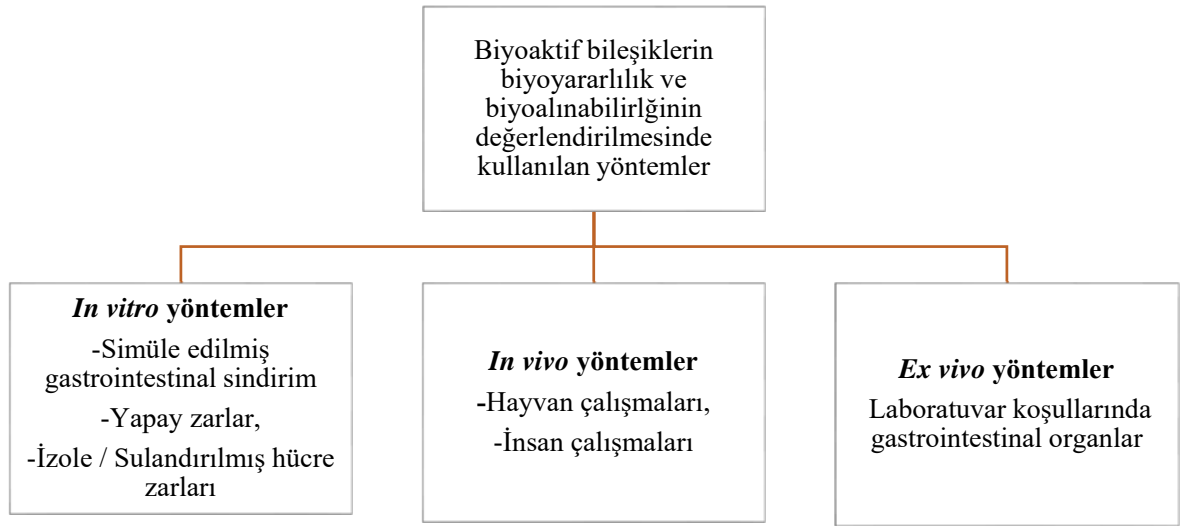 Biyoaktif bileşiklerin
biyoyararlılık ve
biyoalınabilirlğinin
değerlendirilmesinde
kullanılan yöntemler
In vitro yöntemler
-Simüle edilmiş
gastrointestinal sindirim
-Yapay zarlar,
-İzole / Sulandırılmış hücre
zarları
In vivo yöntemler
-Hayvan çalışmaları,
-İnsan çalışmaları
Ex vivo yöntemler
Laboratuvar koşullarında
gastrointestinal organlar